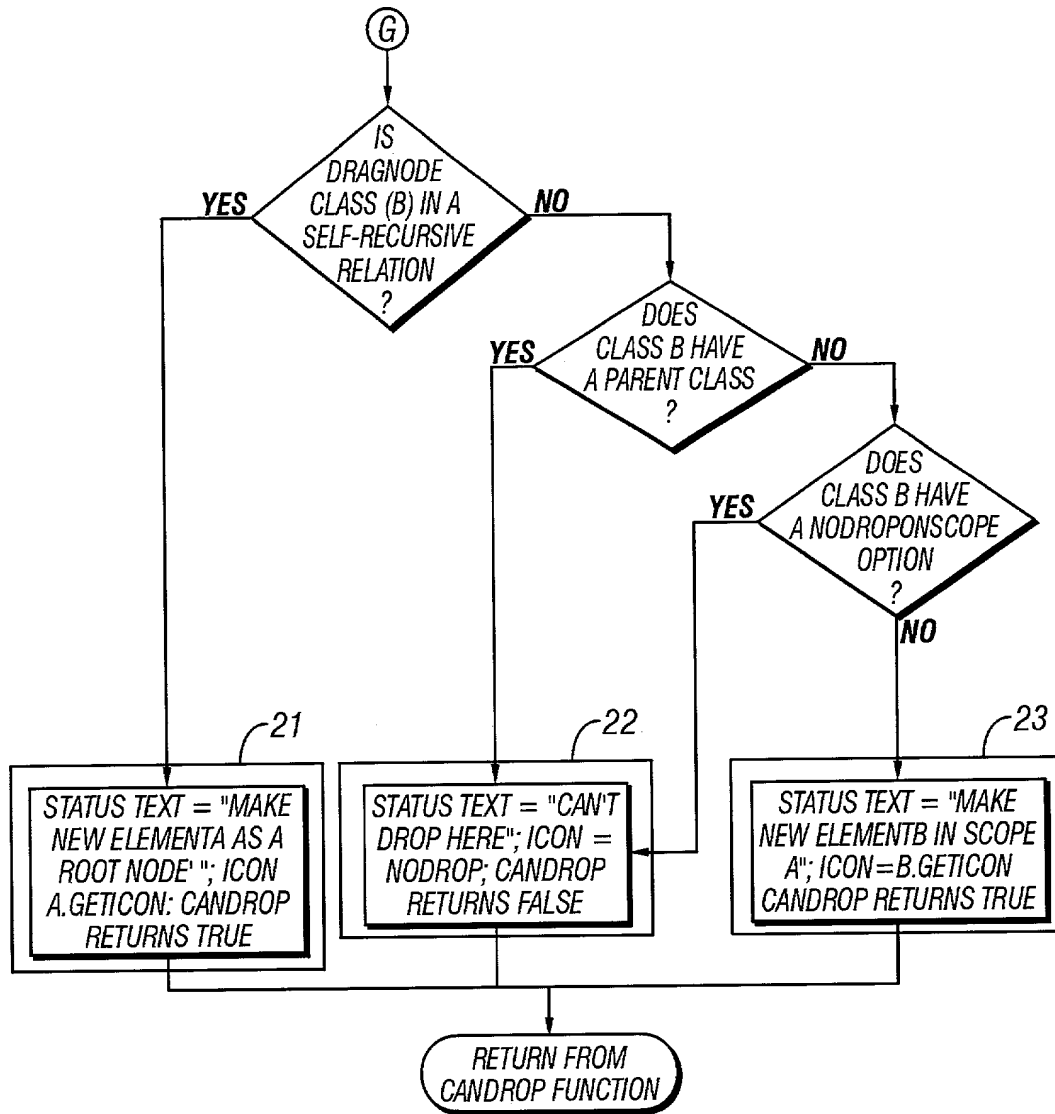 G
IS
DRAGNODE
CLASS (B) IN A
SELF-RECURSIVE
RELATION
?
YES
NO
DOES
CLASS B HAVE
A PARENT CLASS
?
YES
NO
DOES
CLASS B HAVE
A NODROPONSCOPE
OPTION
?
YES
NO
21
STATUS TEXT = "MAKE
NEW ELEMENTA AS A
ROOT NODE' "; ICON
A.GETICON: CANDROP
RETURNS TRUE
22
STATUS TEXT = "CAN'T
DROP HERE"; ICON =
NODROP; CANDROP
RETURNS FALSE
23
STATUS TEXT = "MAKE
NEW ELEMENTB IN SCOPE
A"; ICON=B.GETICON
CANDROP RETURNS TRUE
RETURN FROM
CANDROP FUNCTION